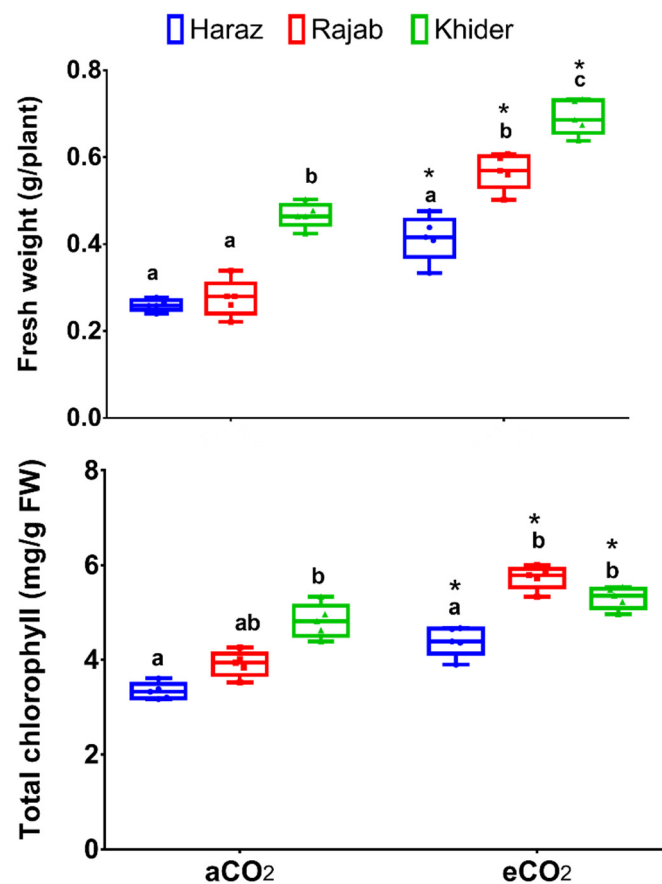 Haraz Rajab Khider
Fresh weight (g/plant)
0.8
0.6
0.4
0.2
0.0
a
a
b
*
a
*
b
*
c
Total chlorophyll (mg/g FW)
8
6
4
2
0
a
ab
b
*
a
*
b
*
b
aCO₂
eCO₂